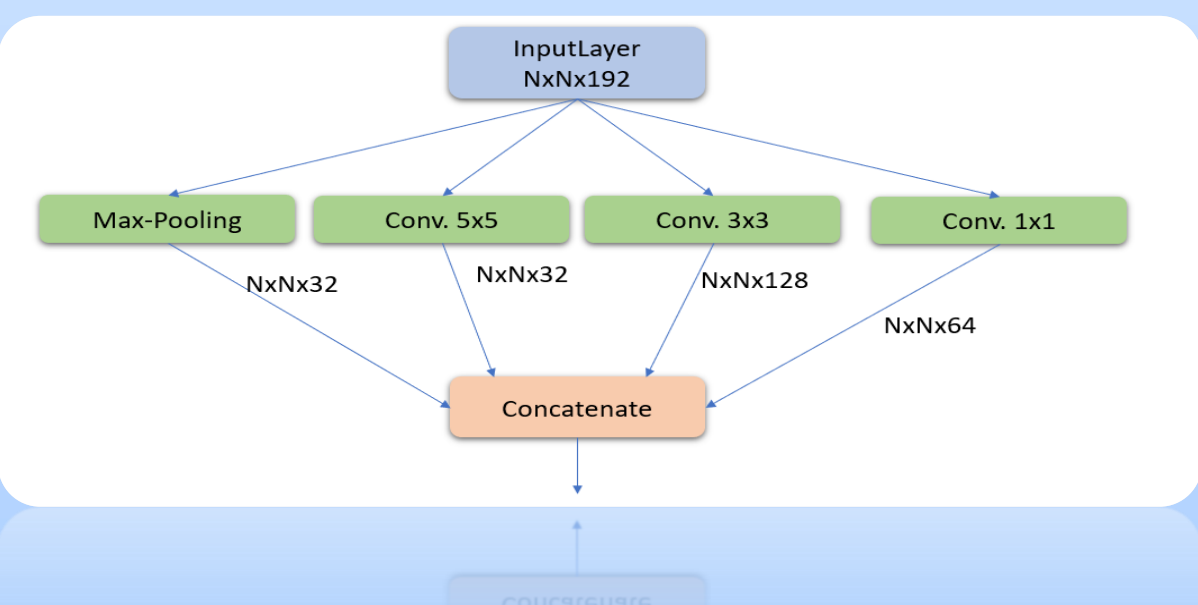 InputLayer
NxNx192
Max-Pooling
Conv. 5x5
Conv. 3x3
Conv. 1x1
NxNx32
NxNx32
NxNx128
NxNx64
Concatenate